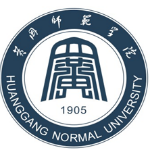 黄冈师范学院
1905
HUANGGANG NORMAL UNIVERSITY